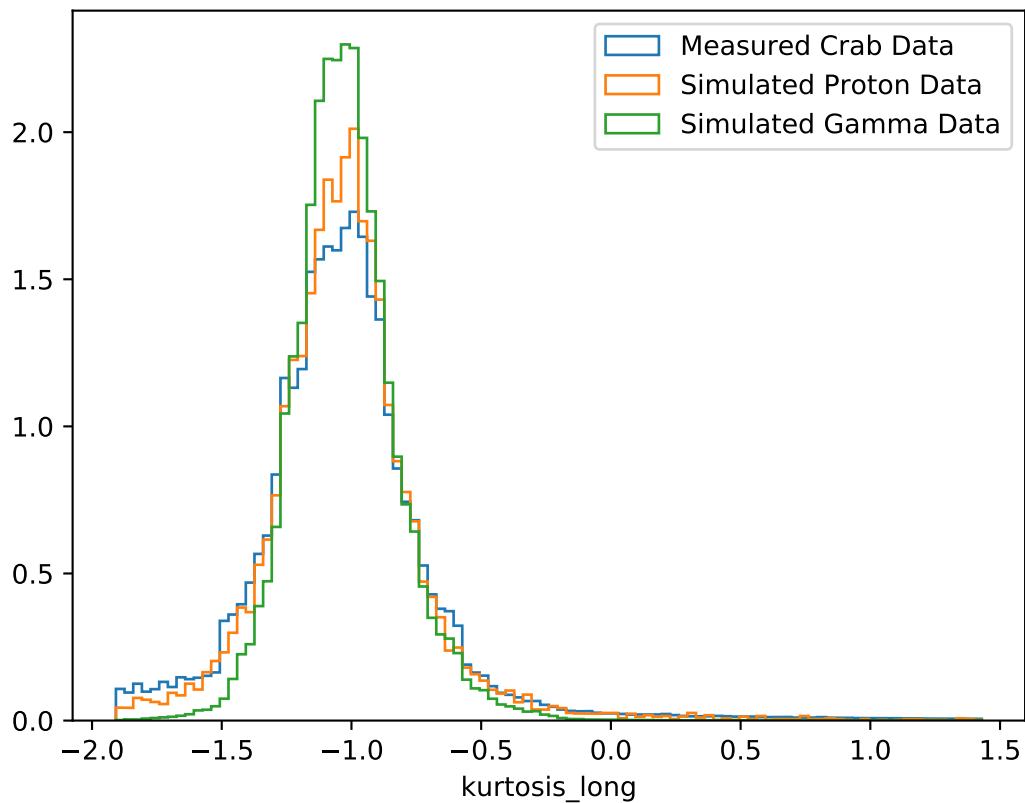 Measured Crab Data
Simulated Proton Data
Simulated Gamma Data
2.0
1.5
1.0
0.5
0.0
−2.0 −1.5 −1.0 −0.5 0.0 0.5 1.0 1.5
kurtosis_long